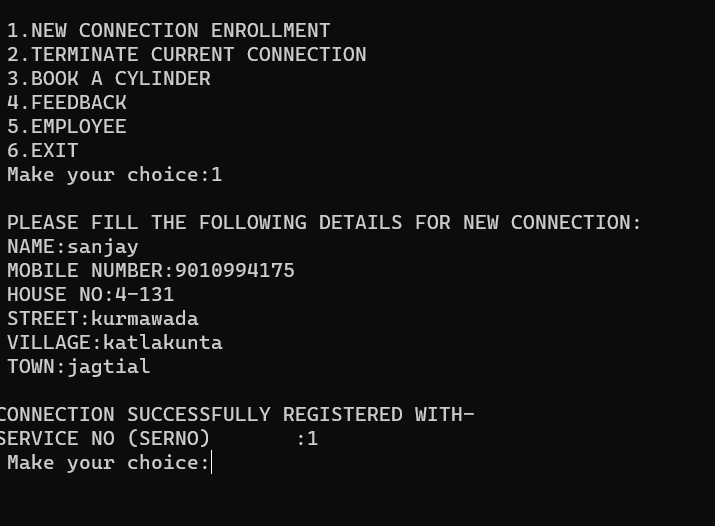 1.NEW CONNECTION ENROLLMENT
2.TERMINATE CURRENT CONNECTION
3.BOOK A CYLINDER
4.FEEDBACK
5.EMPLOYEE
6.EXIT
Make your choice:1
PLEASE FILL THE FOLLOWING DETAILS FOR NEW CONNECTION:
NAME:sanjay
MOBILE NUMBER:9010994175
HOUSE NO:4-131
STREET:kurmawada
VILLAGE:katlakunta
TOWN:jagtial
CONNECTION SUCCESSFULLY REGISTERED WITH-
SERVICE NO (SERNO)       :1
Make your choice: